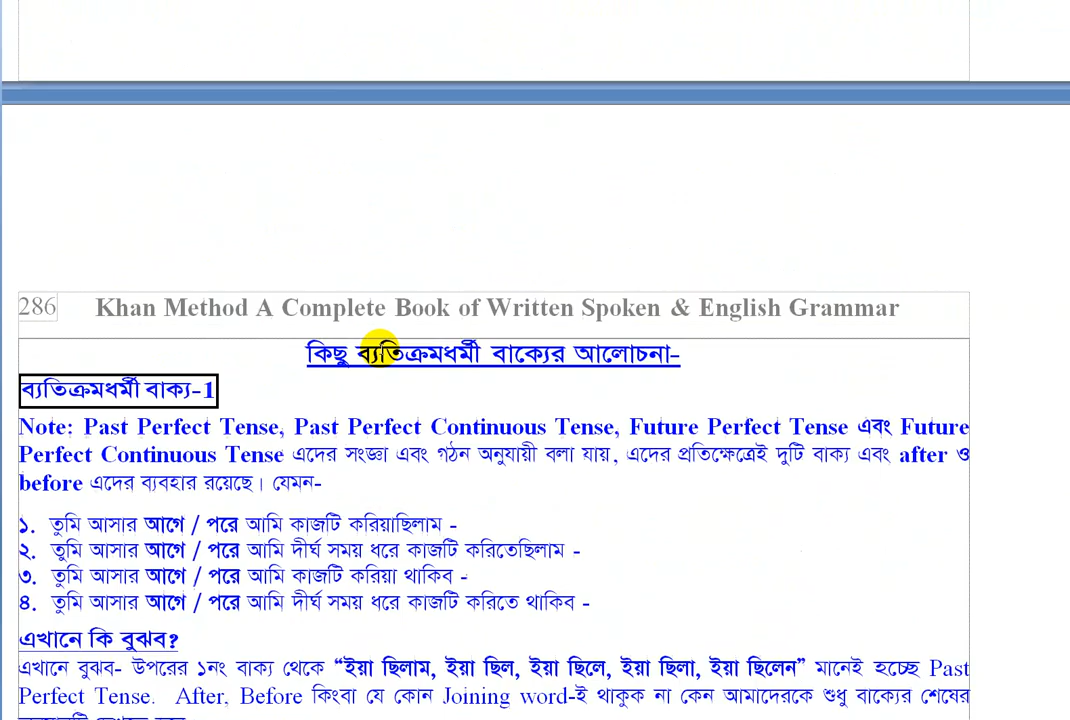 286 Khan Method A Complete Book of Written Spoken & English Grammar
কিছু ব্যতিক্রমধর্মী বাক্যের আলোচনা-
ব্যতিক্রমধর্মী বাক্য-1
Note: Past Perfect Tense, Past Perfect Continuous Tense, Future Perfect Tense এবং Future
Perfect Continuous Tense এদের সংজ্ঞা এবং গঠন অনুযায়ী বলা যায়, এদের প্রতিক্ষেত্রেই দুটি বাক্য এবং after ও
before এদের ব্যবহার রয়েছে। যেমন-
১. তুমি আসার আগে / পরে আমি কাজটি করিয়াছিলাম -
২. তুমি আসার আগে / পরে আমি দীর্ঘ সময় ধরে কাজটি করিতেছিলাম -
৩. তুমি আসার আগে / পরে আমি কাজটি করিয়া থাকিব -
৪. তুমি আসার আগে / পরে আমি দীর্ঘ সময় ধরে কাজটি করিতে থাকিব -
এখানে কি বুঝব?
এখানে বুঝব- উপরের ১নং বাক্য থেকে “ইয়া ছিলাম, ইয়া ছিল, ইয়া ছিলে, ইয়া ছিলা, ইয়া ছিলেন” মানেই হচ্ছে Past
Perfect Tense. After, Before কিংবা যে কোন Joining word-ই থাকুক না কেন আমাদেরকে শুধু বাক্যের শেষের